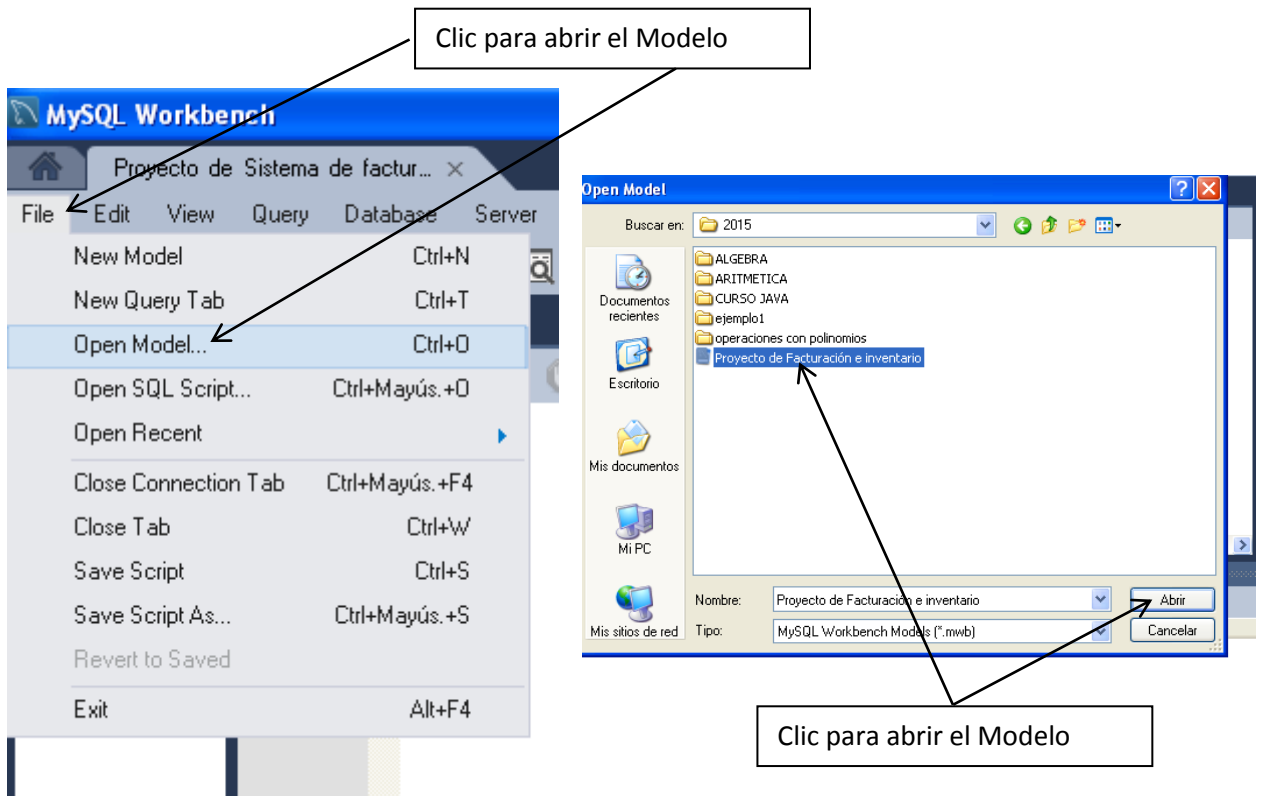 Clic para abrir el Modelo
MySQL Workbench
Proyecto de Sistema de factur... ×
File Edit View Query Database Server
New Model Ctrl+N
New Query Tab Ctrl+T
Open Model... Ctrl+O
Open SQL Script... Ctrl+Mayús.+O
Open Recent
Close Connection Tab Ctrl+Mayús.+F4
Close Tab Ctrl+W
Save Script Ctrl+S
Save Script As... Ctrl+Mayús.+S
Revert to Saved
Exit Alt+F4
Open Model
Buscar en: 2015
Documentos recientes
Escritorio
Mis documentos
Mi PC
Mis sitios de red
ALGEBRA
ARITMETICA
CURSO JAVA
ejemplo1
operaciones con polinomios
Proyecto de Facturación e inventario
Nombre: Proyecto de Facturación e inventario Abrir
Tipo: MySQL Workbench Models (*.mwb) Cancelar
Clic para abrir el Modelo